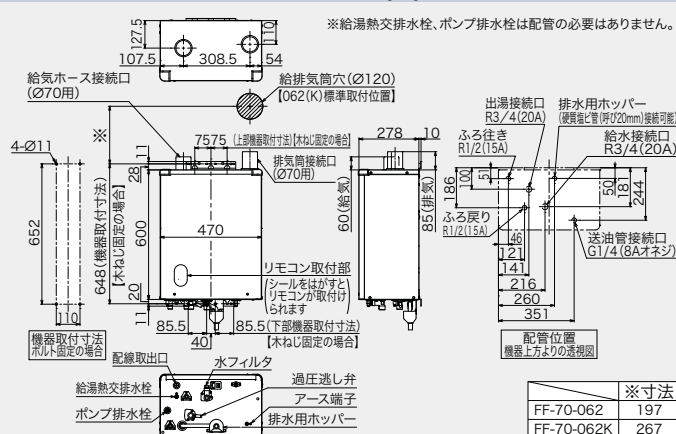 ※給湯熱交排水栓、ポンプ排水栓は配管の必要はありません。
127.5
110
107.5
308.5
54
給気ホース接続口
(Ø70用)
給排気筒穴(Ø120)
【062(K)標準取付位置】
※
4-Ø11
7575
(上部機器取付寸法)【木ねじ固定の場合】
排気筒接続口
(Ø70用)
11
28
600
20
11
652
648(機器取付寸法)
【木ねじ固定の場合】
470
リモコン取付部
(シールをはがすと
リモコンが取付け
られます)
110
85.5
40
85.5(下部機器取付寸法)
【木ねじ固定の場合】
機器取付寸法
ボルト固定の場合
278
10
60(給気)
85(排気)
出湯接続口
R3/4(20A)
排水用ホッパー
(硬質塩ビ管(呼び20mm)接続可能)
ふろ往き
R1/2(15A)
給水接続口
R3/4(20A)
186
100
51
50
181
244
ふろ戻り
R1/2(15A)
46
121
141
216
260
351
送油管接続口
G1/4(8Aオネジ)
配管位置
機器上方よりの透視図
配線取出口
水フィルタ
給湯熱交排水栓
過圧逃し弁
アース端子
ポンプ排水栓
排水用ホッパー
※寸法
FF-70-062 197
FF-70-062K 267